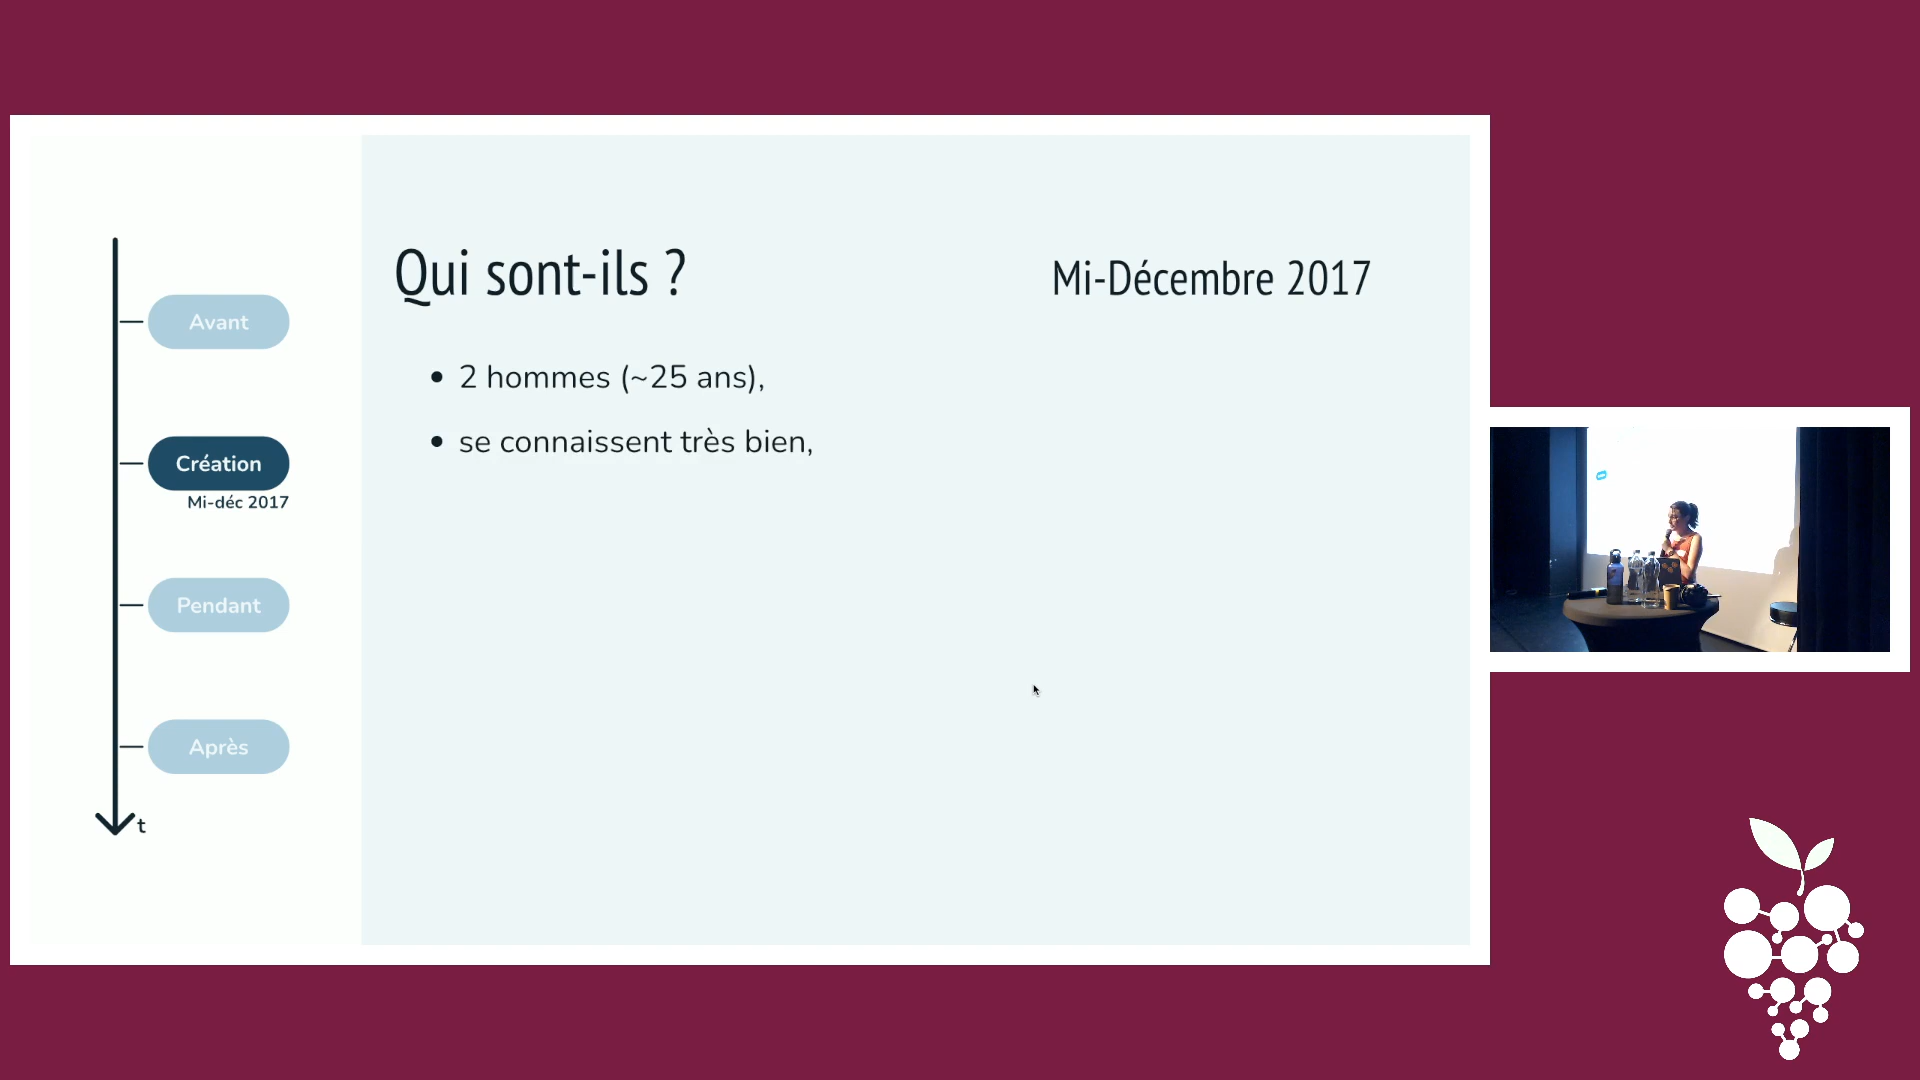 Avant
Création
Mi-déc 2017
Pendant
Après
t
Qui sont-ils ?
Mi-Décembre 2017
• 2 hommes (~25 ans),
• se connaissent très bien,